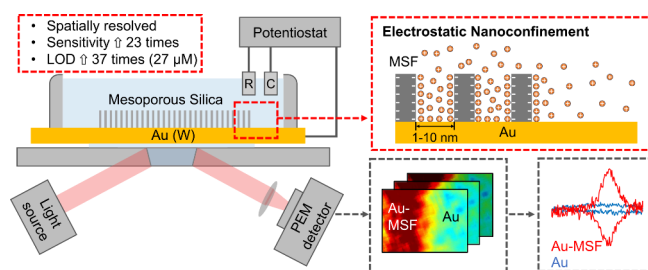 • Spatially resolved
• Sensitivity ⇧ 23 times
• LOD ⇧ 37 times (27 μM)
Potentiostat
R
C
Mesoporous Silica
Au (W)
Light
source
PEM
detector
Electrostatic Nanoconfinement
MSF
1-10 nm
Au
Au-
MSF
Au
Au-MSF
Au